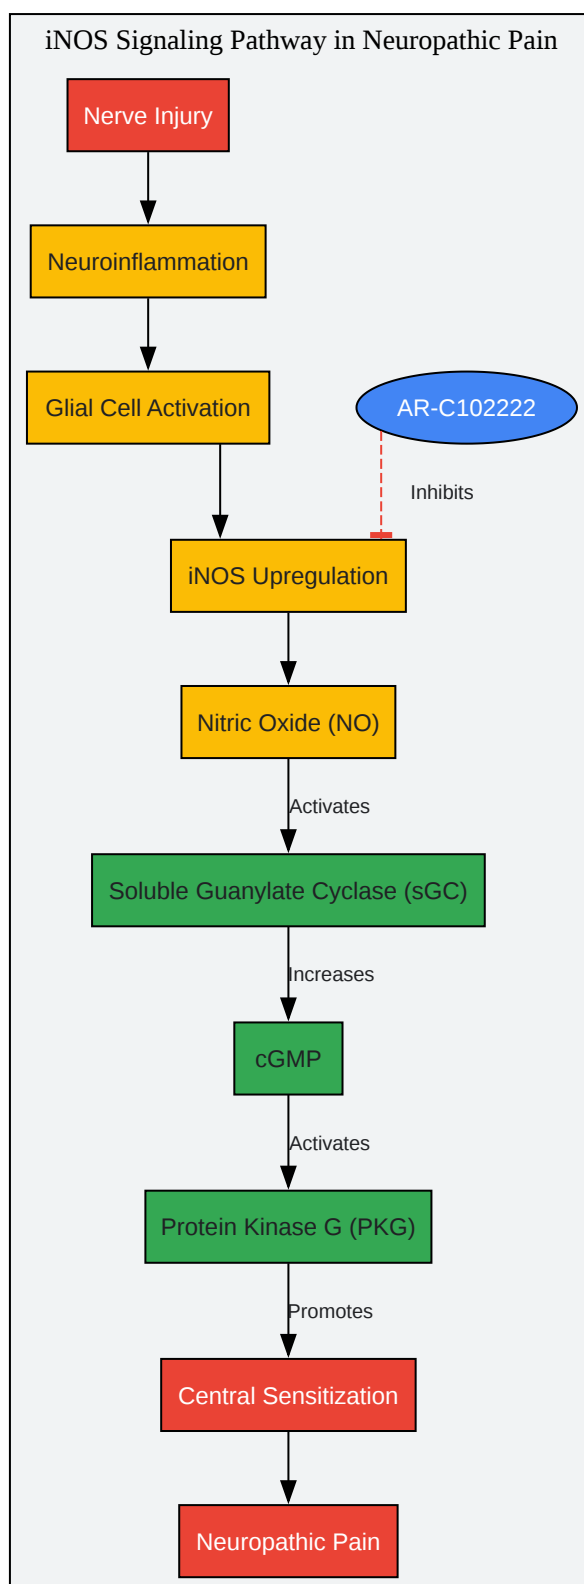 iNOS Signaling Pathway in Neuropathic Pain
Nerve Injury
Neuroinflammation
Glial Cell Activation
AR-C102222
Inhibits
iNOS Upregulation
Nitric Oxide (NO)
Activates
Soluble Guanylate Cyclase (sGC)
Increases
cGMP
Activates
Protein Kinase G (PKG)
Promotes
Central Sensitization
Neuropathic Pain